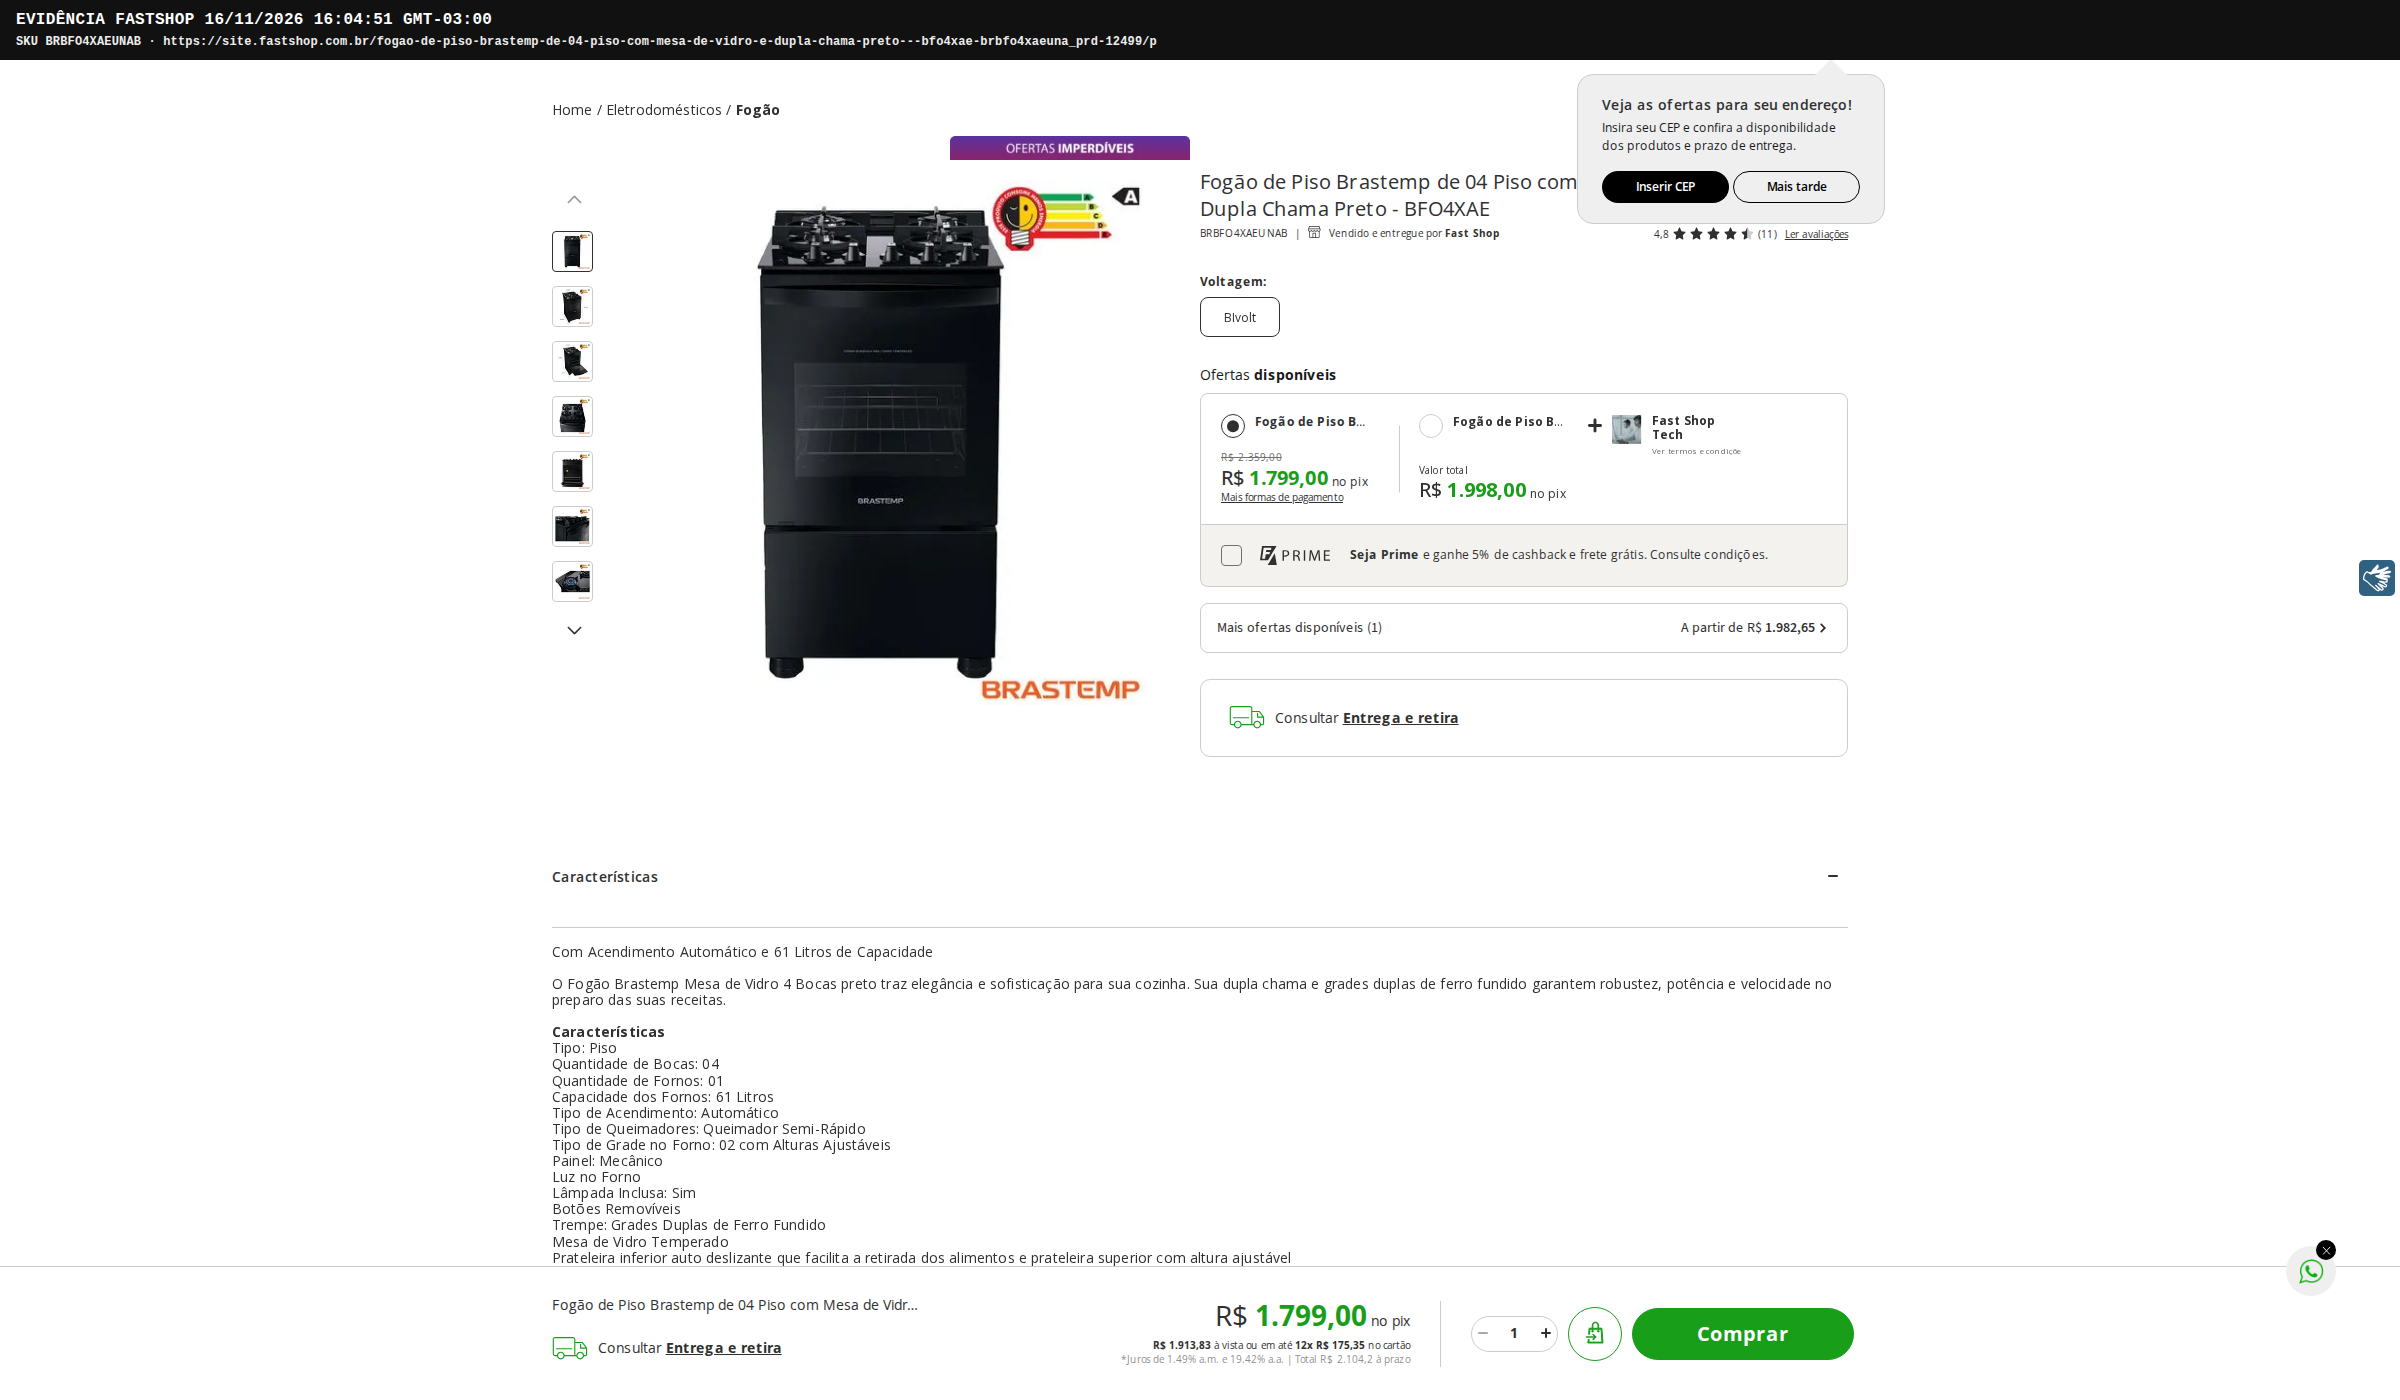 EVIDÊNCIA FASTSHOP 16/11/2026 16:04:51 GMT-03:00
SKU BRBFO4XAEUNAB · https://site.fastshop.com.br/fogao-de-piso-brastemp-de-04-piso-com-mesa-de-vidro-e-dupla-chama-preto---bfo4xae-brbfo4xaeuna_prd-12499/p
Home / Eletrodomésticos / Fogão
Veja as ofertas para seu endereço!
Insira seu CEP e confira a disponibilidade
dos produtos e prazo de entrega.
Inserir CEP
Mais tarde
OFERTAS IMPERDÍVEIS
A
BRASTEMP
BRASTEMP
Fogão de Piso Brastemp de 04 Piso com
Dupla Chama Preto - BFO4XAE
BRBFO4XAEUNAB | Vendido e entregue por Fast Shop
4,8 (11) Ler avaliações
Voltagem:
BIvolt
Ofertas disponíveis
Fogão de Piso B...
R$ 2.359,00
R$ 1.799,00 no pix
Mais formas de pagamento
Fogão de Piso B...
Valor total
R$ 1.998,00 no pix
+
Fast Shop
Tech
Ver termos e condiçõe
PRIME
Seja Prime e ganhe 5% de cashback e frete grátis. Consulte condições.
Mais ofertas disponíveis (1)
A partir de R$ 1.982,65
Consultar Entrega e retira
Características
Com Acendimento Automático e 61 Litros de Capacidade
O Fogão Brastemp Mesa de Vidro 4 Bocas preto traz elegância e sofisticação para sua cozinha. Sua dupla chama e grades duplas de ferro fundido garantem robustez, potência e velocidade no
preparo das suas receitas.
Características
Tipo: Piso
Quantidade de Bocas: 04
Quantidade de Fornos: 01
Capacidade dos Fornos: 61 Litros
Tipo de Acendimento: Automático
Tipo de Queimadores: Queimador Semi-Rápido
Tipo de Grade no Forno: 02 com Alturas Ajustáveis
Painel: Mecânico
Luz no Forno
Lâmpada Inclusa: Sim
Botões Removíveis
Trempe: Grades Duplas de Ferro Fundido
Mesa de Vidro Temperado
Prateleira inferior auto deslizante que facilita a retirada dos alimentos e prateleira superior com altura ajustável
Fogão de Piso Brastemp de 04 Piso com Mesa de Vidr...
Consultar Entrega e retira
R$ 1.799,00 no pix
R$ 1.913,83 à vista ou em até 12x R$ 175,35 no cartão
*Juros de 1.49% a.m. e 19.42% a.a. | Total R$ 2.104,2 à prazo
1
Comprar